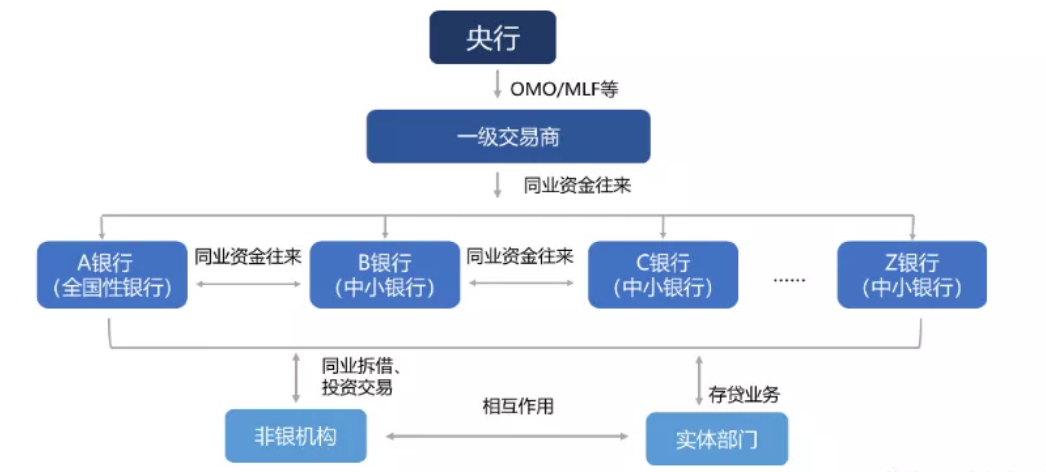 央行
OMO/MLF等
一级交易商
同业资金往来
A银行
（全国性银行）
同业资金往来
B银行
（中小银行）
同业资金往来
C银行
（中小银行）
......
Z银行
（中小银行）
同业拆借、
投资交易
存贷业务
非银机构
相互作用
实体部门